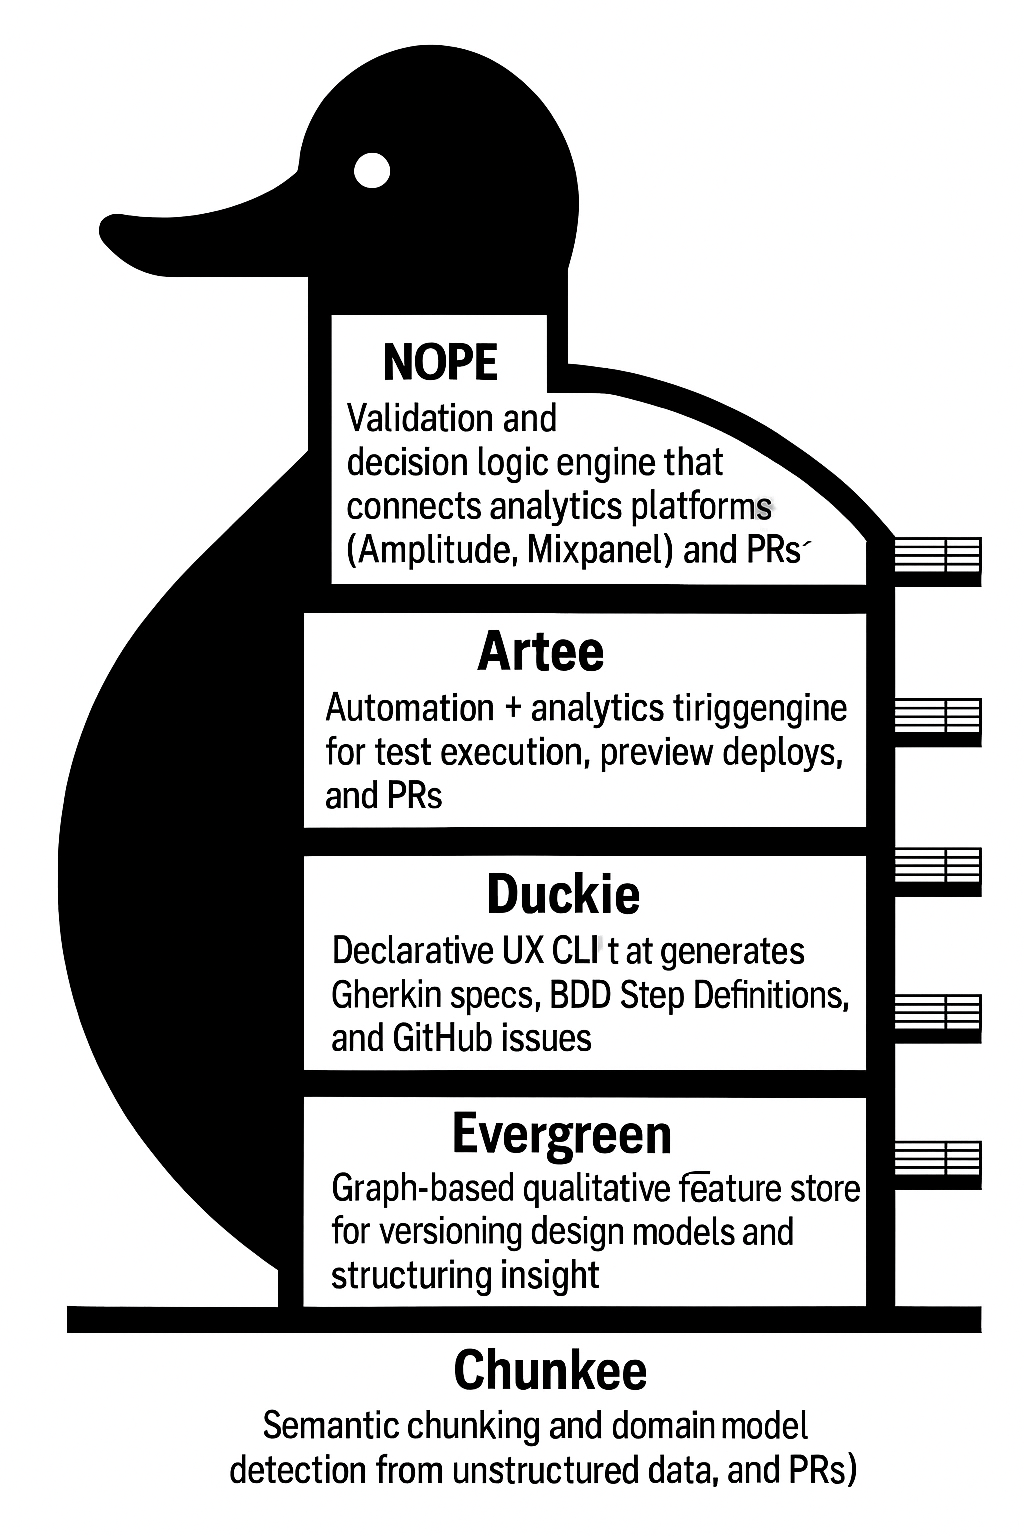 NOPE
Validation and
decision logic engine that
connects analytics platforms
(Amplitude, Mixpanel) and PRs´
Artee
Automation + analytics tiriggengine
for test execution, preview deploys,
and PRs
Duckie
Declarative UX CLI t at generates
Gherkin specs, BDD Step Definitions,
and GitHub issues
Evergreen
Graph-based qualitative feature store
for versioning design models and
structuring insight
Chunkee
Semantic chunking and domain model
detection from unstructured data, and PRs)